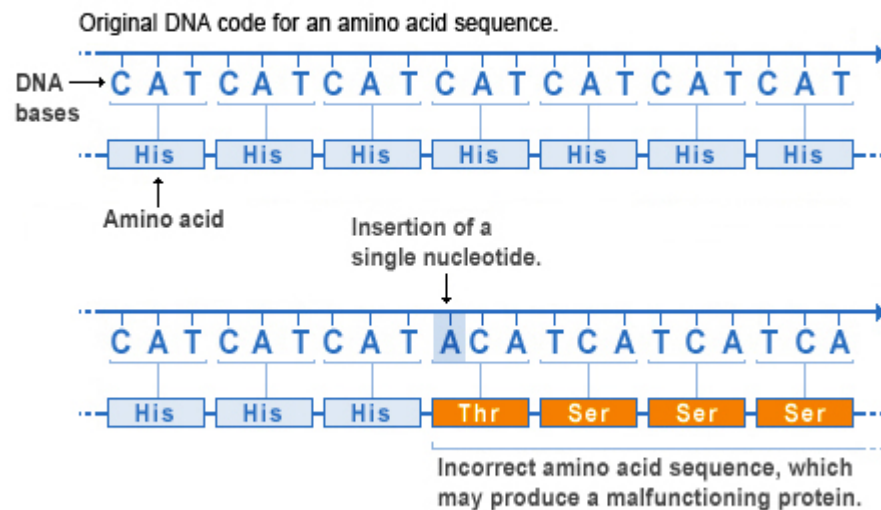 Original DNA code for an amino acid sequence.
DNA bases
C A T C A T C A T C A T C A T C A T C A T
His His His His His His His
Amino acid
Insertion of a
single nucleotide.
C A T C A T C A T A C A T C A T C A T C A
His His His Thr Ser Ser Ser
Incorrect amino acid sequence, which
may produce a malfunctioning protein.